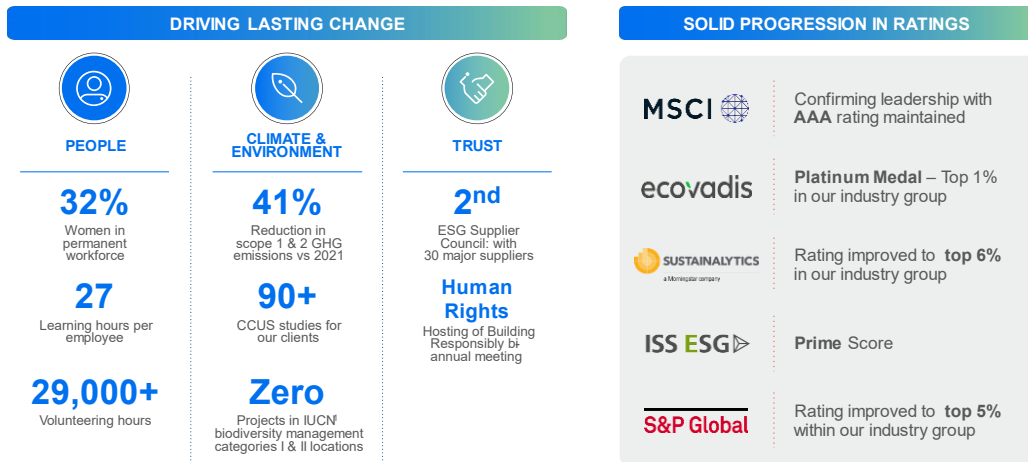 DRIVING LASTING CHANGE
PEOPLE
32%
Women in
permanent
workforce
27
Learning hours per
employee
29,000+
Volunteering hours
CLIMATE &
ENVIRONMENT
41%
Reduction in
scope 1 & 2 GHG
emissions vs 2021
90+
CCUS studies for
our clients
Zero
Projects in IUCN¹
biodiversity management
categories I & II locations
TRUST
2nd
ESG Supplier
Council: with
30 major suppliers
Human
Rights
Hosting of Building
Responsibly bi-
annual meeting
SOLID PROGRESSION IN RATINGS
MSCI
Confirming leadership with
AAA rating maintained
ecovadis
Platinum Medal – Top 1%
in our industry group
SUSTAINALYTICS
a Morningstar company
Rating improved to top 6%
in our industry group
ISS ESG
Prime Score
S&P Global
Rating improved to top 5%
within our industry group